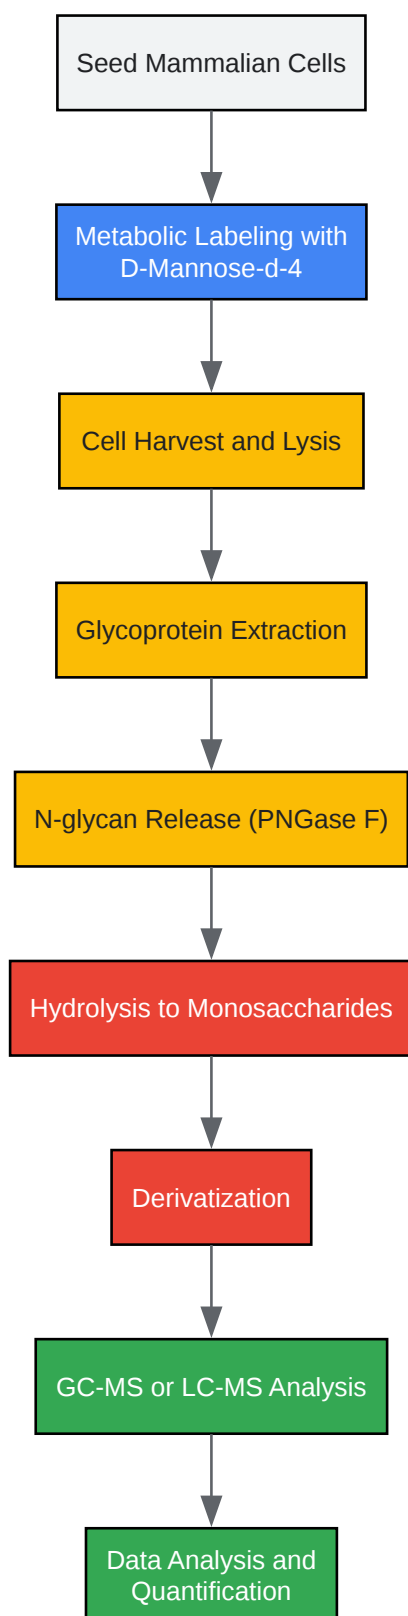 Seed Mammalian Cells
Metabolic Labeling with
D-Mannose-d-4
Cell Harvest and Lysis
Glycoprotein Extraction
N-glycan Release (PNGase F)
Hydrolysis to Monosaccharides
Derivatization
GC-MS or LC-MS Analysis
Data Analysis and
Quantification